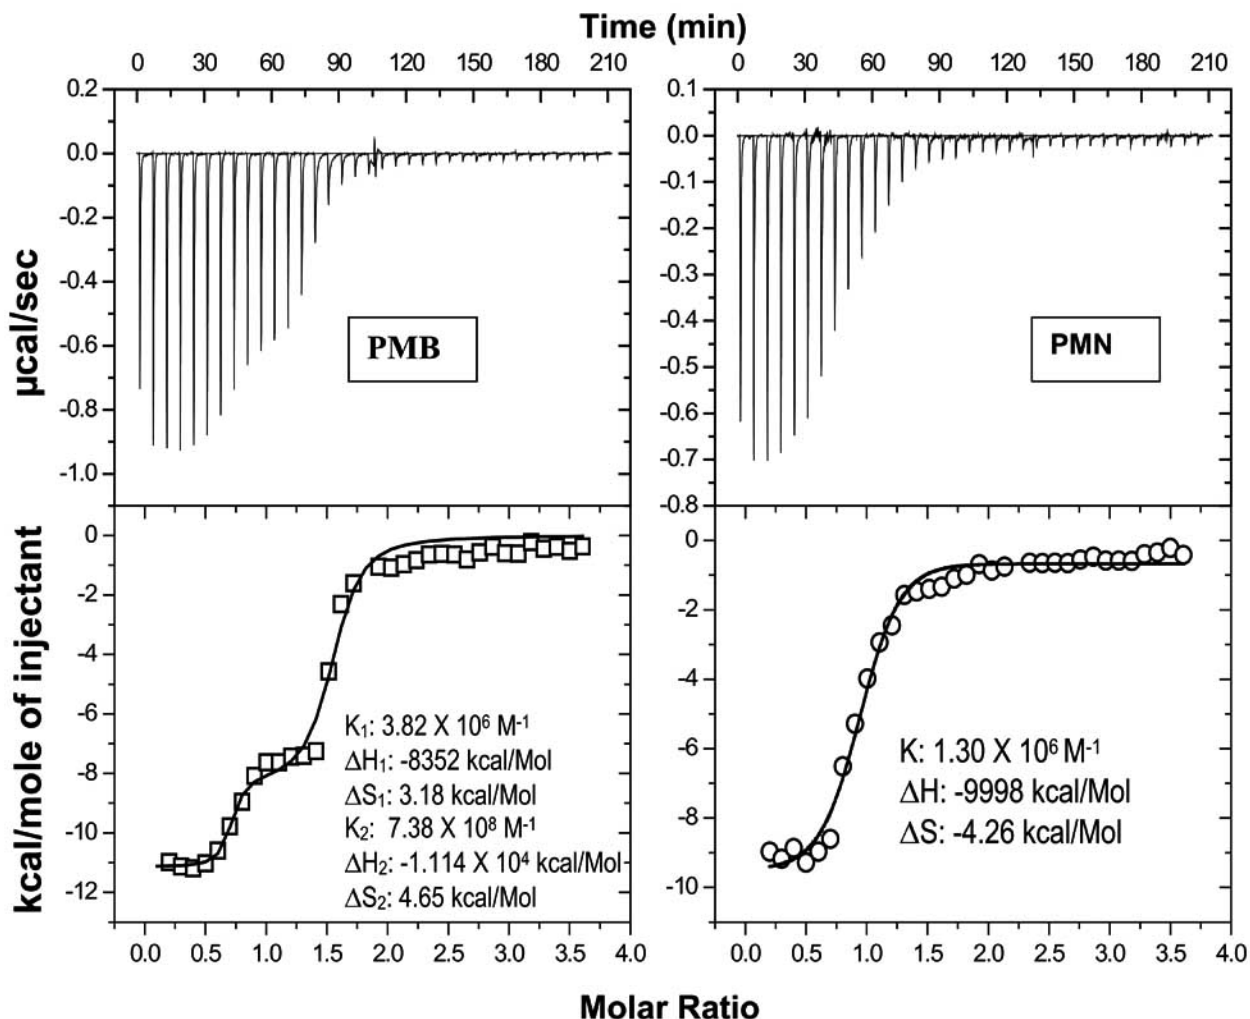 Time (min)
0 30 60 90 120 150 180 210
0 30 60 90 120 150 180 210
0.2
0.0
-0.2
-0.4
-0.6
-0.8
-1.0
µcal/sec
PMB
0.1
0.0
-0.1
-0.2
-0.3
-0.4
-0.5
-0.6
-0.7
-0.8
PMN
0
-2
-4
-6
-8
-10
-12
kcal/mole of injectant
K₁: 3.82 X 10⁶ M⁻¹
ΔH₁: -8352 kcal/Mol
ΔS₁: 3.18 kcal/Mol
K₂: 7.38 X 10⁸ M⁻¹
ΔH₂: -1.114 X 10⁴ kcal/Mol
ΔS₂: 4.65 kcal/Mol
0
-2
-4
-6
-8
-10
K: 1.30 X 10⁶ M⁻¹
ΔH: -9998 kcal/Mol
ΔS: -4.26 kcal/Mol
0.0 0.5 1.0 1.5 2.0 2.5 3.0 3.5 4.0
0.0 0.5 1.0 1.5 2.0 2.5 3.0 3.5 4.0
Molar Ratio